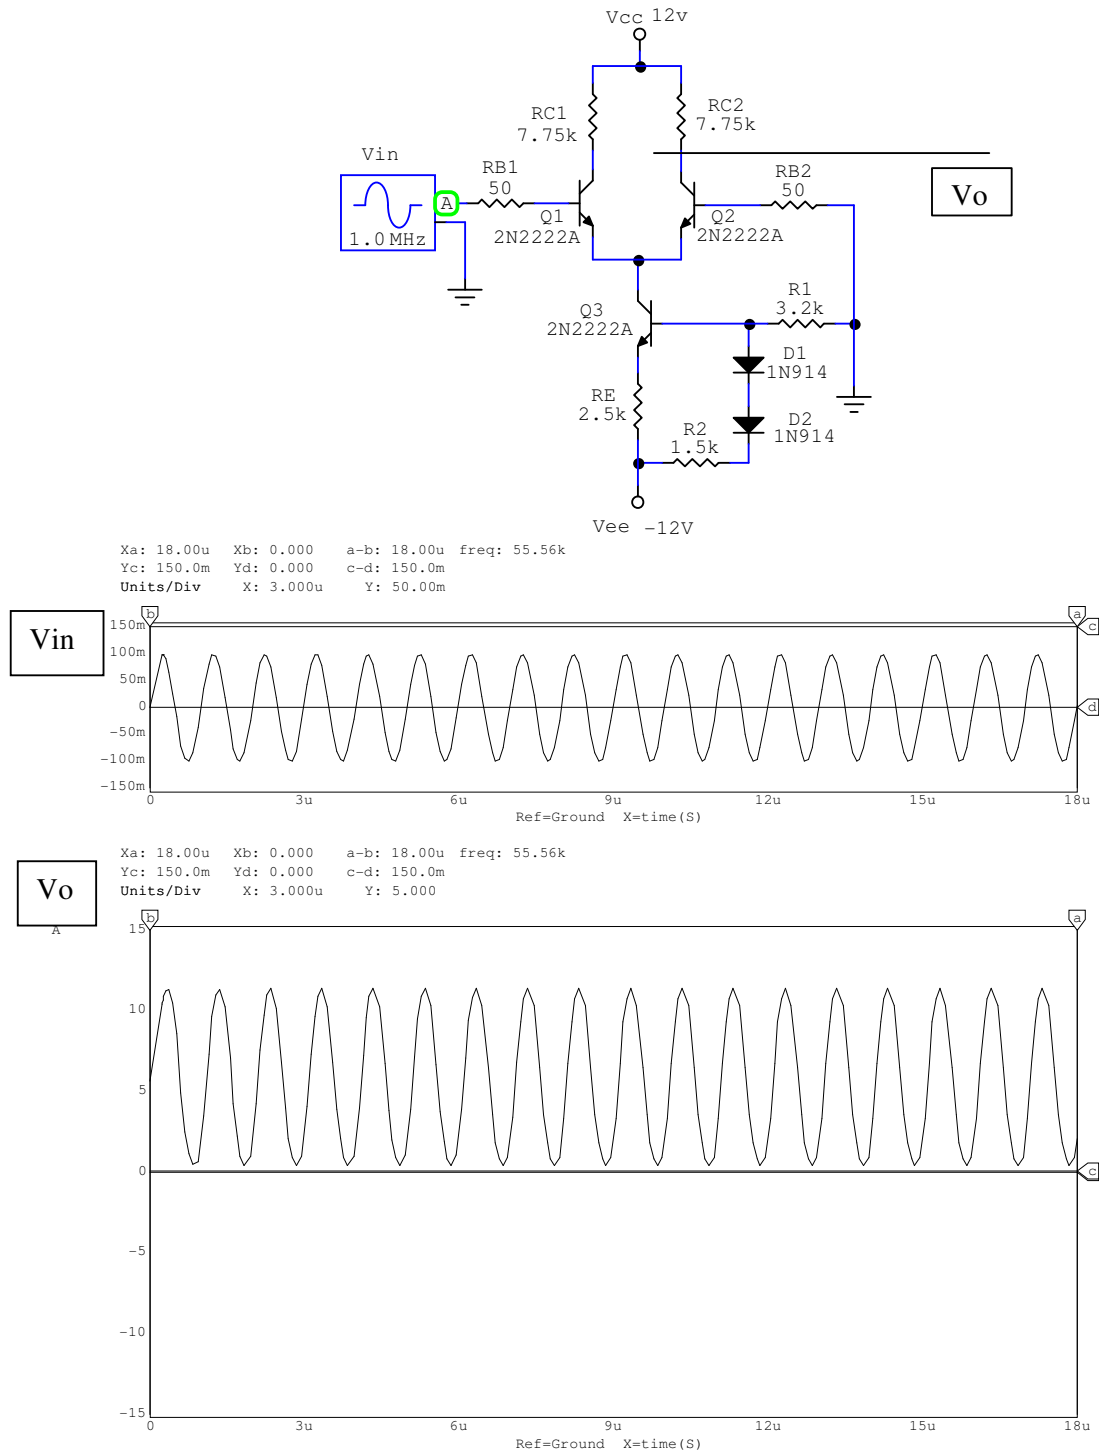 Vcc 12v
RC1
7.75k
RC2
7.75k
Vin
A
1.0MHz
RB1
50
RB2
50
Vo
Q1
2N2222A
Q2
2N2222A
Q3
2N2222A
R1
3.2k
D1
1N914
RE
2.5k
D2
1N914
R2
1.5k
Vee -12V
Xa: 18.00u Xb: 0.000 a-b: 18.00u freq: 55.56k
Yc: 150.0m Yd: 0.000 c-d: 150.0m
Units/Div X: 3.000u Y: 50.00m
Vin
b
a
c
d
150m
100m
50m
0
-50m
-100m
-150m
0 3u 6u 9u 12u 15u 18u
Ref=Ground X=time(S)
Xa: 18.00u Xb: 0.000 a-b: 18.00u freq: 55.56k
Yc: 150.0m Yd: 0.000 c-d: 150.0m
Units/Div X: 3.000u Y: 5.000
Vo
A
b
a
c
15
10
5
0
-5
-10
-15
0 3u 6u 9u 12u 15u 18u
Ref=Ground X=time(S)